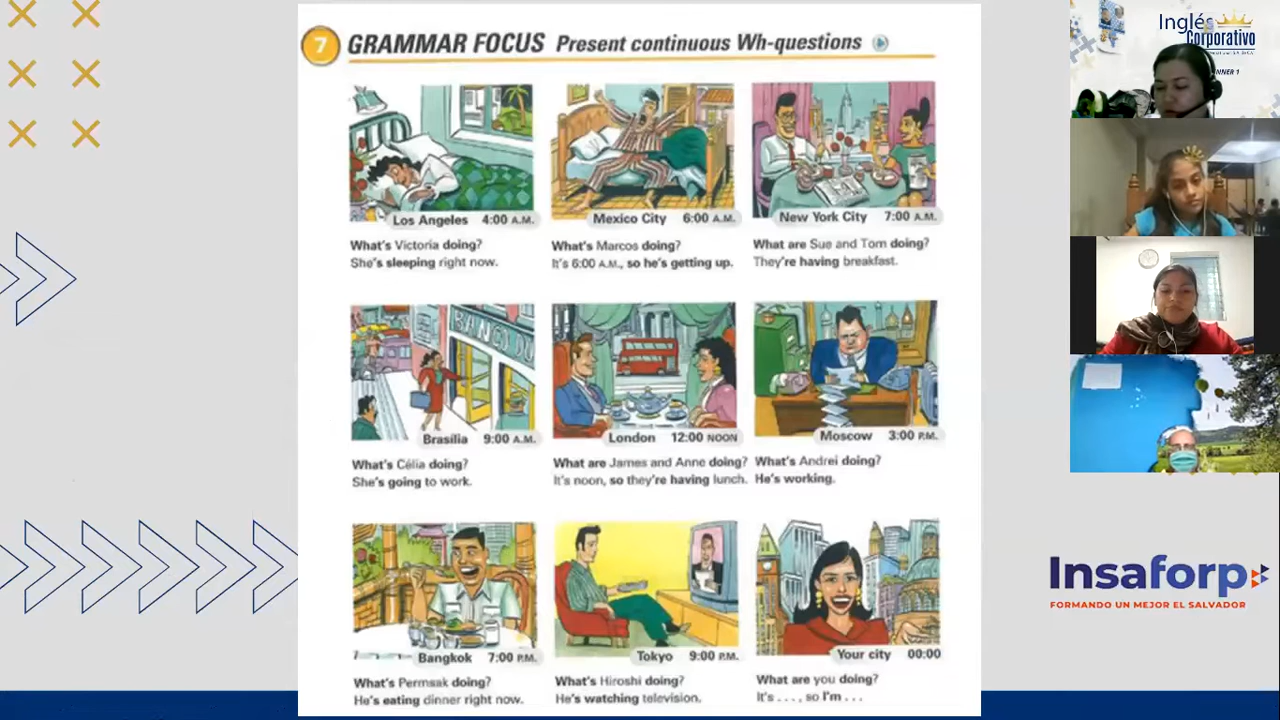 7 GRAMMAR FOCUS Present continuous Wh-questions
Los Angeles 4:00 A.M.
What's Victoria doing?
She's sleeping right now.
Mexico City 6:00 A.M.
What's Marcos doing?
It's 6:00 A.M., so he's getting up.
New York City 7:00 A.M.
What are Sue and Tom doing?
They're having breakfast.
BANCO DU
Brasília 9:00 A.M.
What's Célia doing?
She's going to work.
London 12:00 NOON
What are James and Anne doing?
It's noon, so they're having lunch.
Moscow 3:00 P.M.
What's Andrei doing?
He's working.
Bangkok 7:00 P.M.
What's Permsak doing?
He's eating dinner right now.
Tokyo 9:00 P.M.
What's Hiroshi doing?
He's watching television.
Your city 00:00
What are you doing?
It's . . . , so I'm . . .
Inglés
Corporativo
Insaforp
FORMANDO UN MEJOR EL SALVADOR